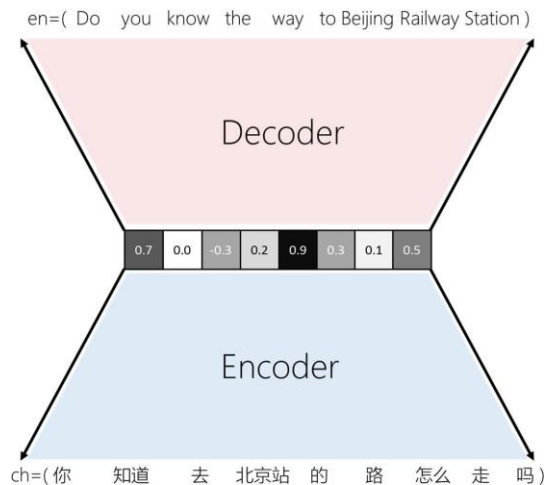 en=( Do you know the way to Beijing Railway Station )
Decoder
0.7 0.0 -0.3 0.2 0.9 0.3 0.1 0.5
Encoder
ch=( 你 知道 去 北京站 的 路 怎么 走 吗 )